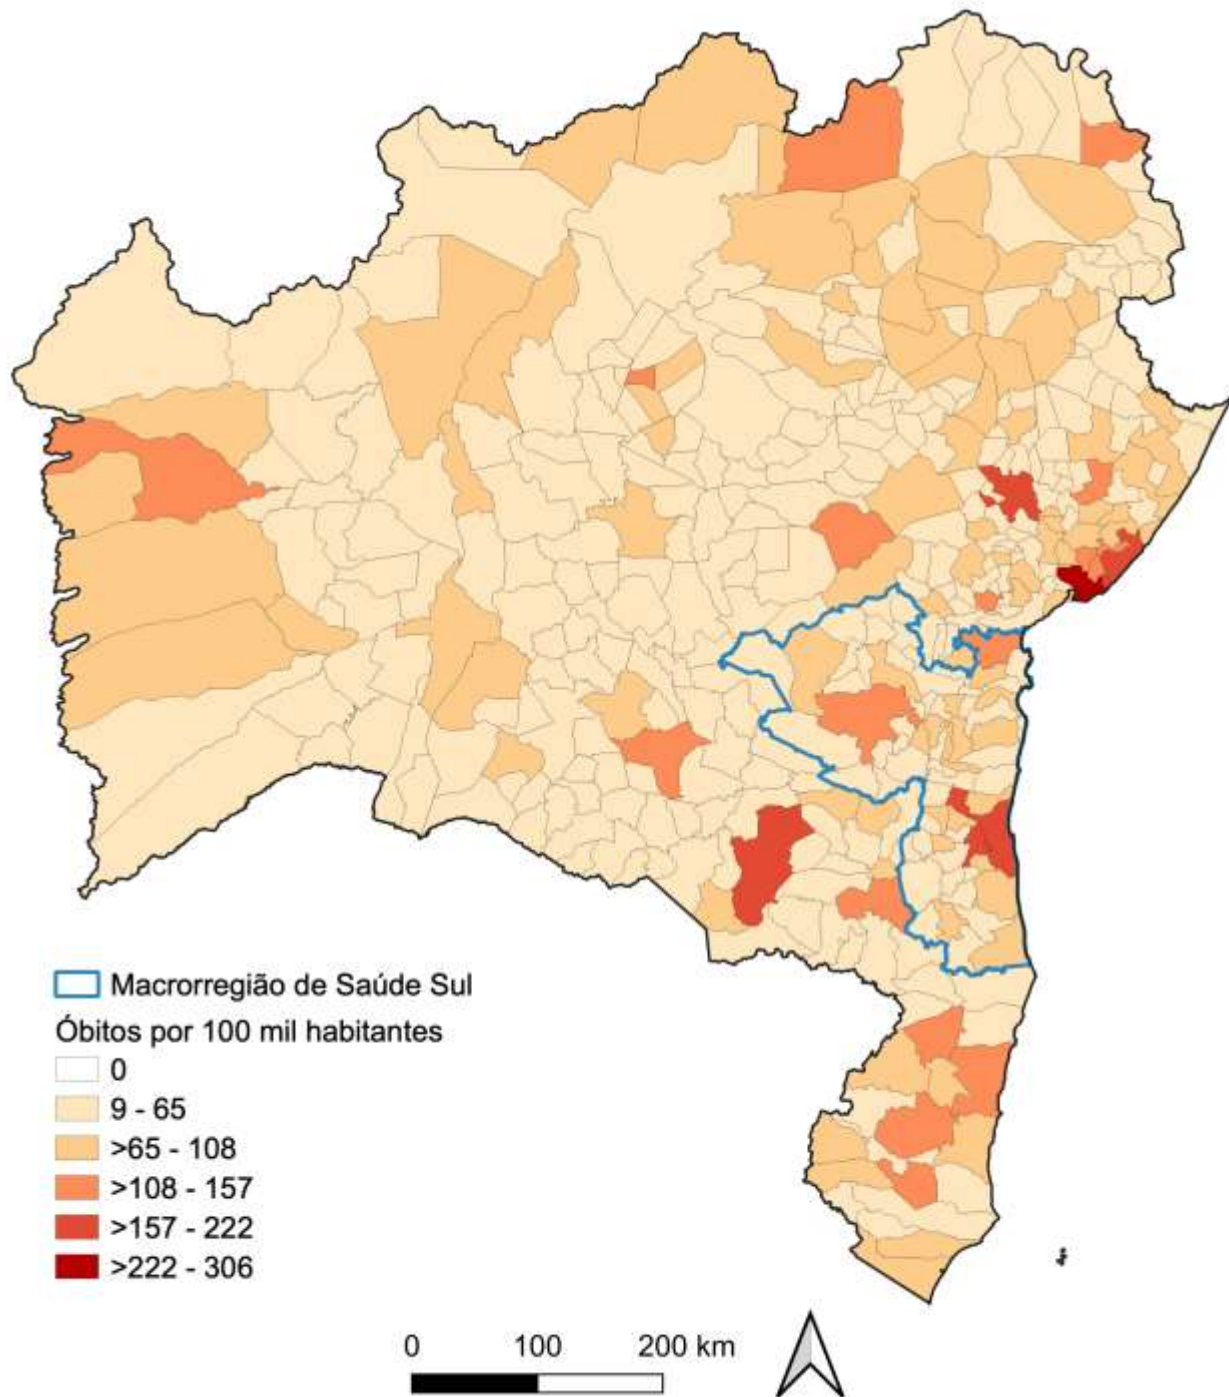 Macrorregião de Saúde Sul
Óbitos por 100 mil habitantes
0
9 - 65
>65 - 108
>108 - 157
>157 - 222
>222 - 306
0 100 200 km